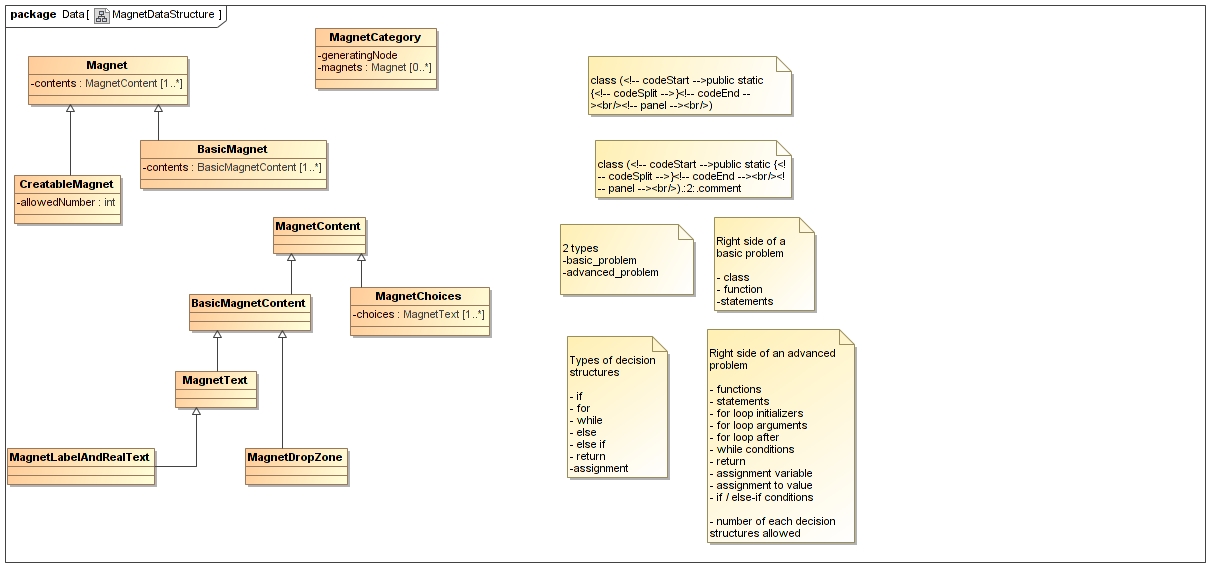 package Data [ MagnetDataStructure ]
MagnetCategory
-generatingNode
-magnets : Magnet [0..*]
Magnet
-contents : MagnetContent [1..*]
BasicMagnet
-contents : BasicMagnetContent [1..*]
CreatableMagnet
-allowedNumber : int
MagnetContent
BasicMagnetContent
MagnetChoices
-choices : MagnetText [1..*]
MagnetText
MagnetLabelAndRealText
MagnetDropZone
class (<!-- codeStart -->public static
{<!-- codeSplit -->}<!-- codeEnd --
><br/><!-- panel --><br/>)
class (<!-- codeStart -->public static {<!
-- codeSplit -->}<!-- codeEnd --><br/><!
-- panel --><br/>).:2:.comment
2 types
-basic_problem
-advanced_problem
Right side of a
basic problem
- class
- function
-statements
Types of decision
structures
- if
- for
- while
- else
- else if
- return
-assignment
Right side of an advanced
problem
- functions
- statements
- for loop initializers
- for loop arguments
- for loop after
- while conditions
- return
- assignment variable
- assignment to value
- if / else-if conditions
- number of each decision
structures allowed